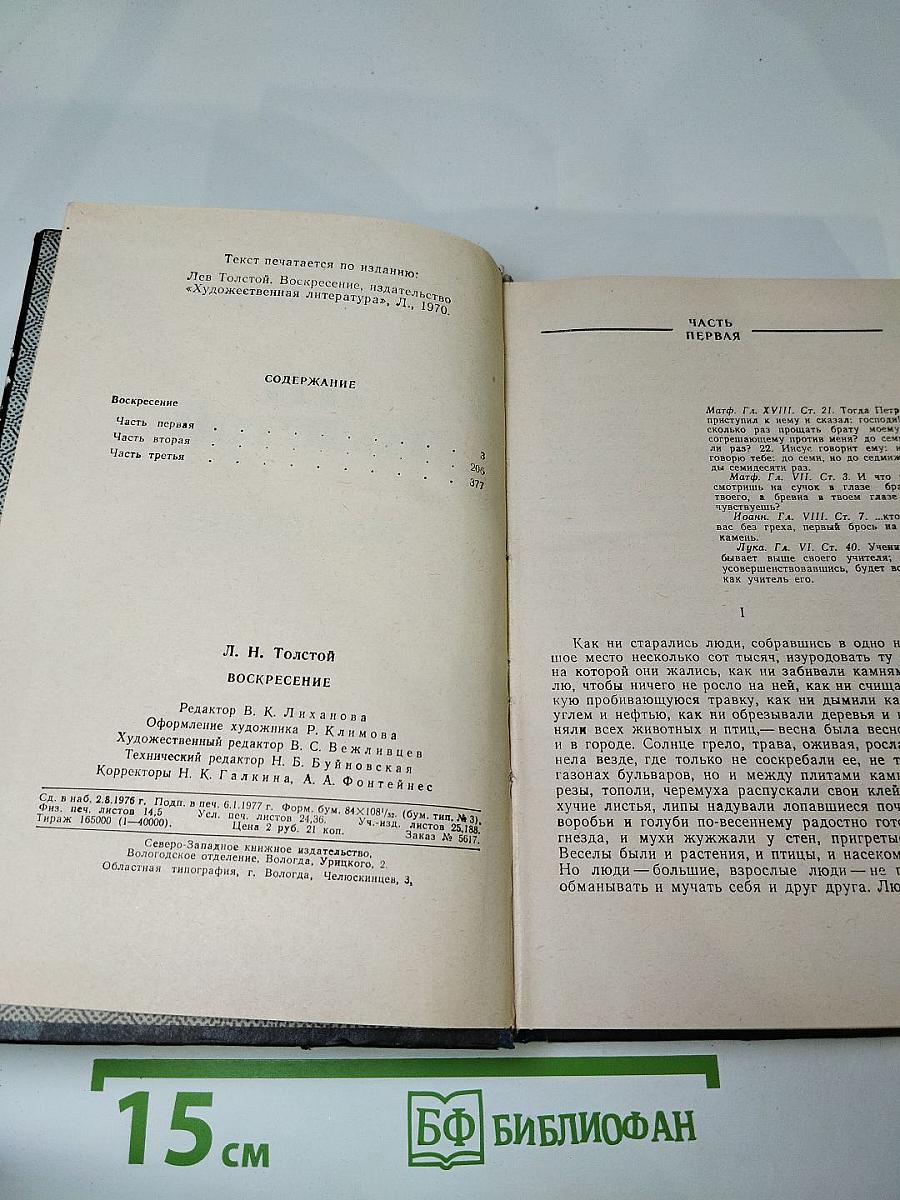 Текст печатается по изданию:
Лев Толстой. Воскресение, издательство
«Художественная литература», Л., 1970.
СОДЕРЖАНИЕ
Воскресение
Часть первая . . . . . . . . 3
Часть вторая . . . . . . . . 206
Часть третья . . . . . . . . 377
Л. Н. Толстой
ВОСКРЕСЕНИЕ
Редактор В. К. Лиханова
Оформление художника Р. Климова
Художественный редактор В. С. Вежливцев
Технический редактор Н. Б. Буйновская
Корректоры Н. К. Галкина, А. А. Фонтейнес
Сд. в наб. 2.8.1976 г. Подп. в печ. 6.1.1977 г. Форм. бум. 84×108 1/32. (бум. тип. № 3).
Физ. печ. листов 14,5 Усл. печ. листов 24,36. Уч.-изд. листов 25,188.
Тираж 165000 (1—40000). Цена 2 руб. 21 коп. Заказ № 5617.
Северо-Западное книжное издательство,
Вологодское отделение, Вологда, Урицкого, 2.
Областная типография, г. Вологда, Челюскинцев, 3,
ЧАСТЬ
ПЕРВАЯ
Матф. Гл. XVIII. Ст. 21. Тогда Петр
приступил к нему и сказал: господи!
сколько раз прощать брату моему
согрешающему против меня? до семи
ли раз? 22. Иисус говорит ему: н
говорю тебе: до семи, но до седмиж
ды семидесяти раз.
Матф. Гл. VII. Ст. 3. И что
смотришь на сучок в глазе бра
твоего, а бревна в твоем глазе
чувствуешь?
Иоанн. Гл. VIII. Ст. 7. ...кто
вас без греха, первый брось на
камень.
Лука. Гл. VI. Ст. 40. Учени
бывает выше своего учителя;
усовершенствовавшись, будет вс
как учитель его.
I
Как ни старались люди, собравшись в одно н
шое место несколько сот тысяч, изуродовать ту
на которой они жались, как ни забивали камням
лю, чтобы ничего не росло на ней, как ни счища
кую пробивающуюся травку, как ни дымили ка
углем и нефтью, как ни обрезывали деревья и
няли всех животных и птиц,— весна была весно
и в городе. Солнце грело, трава, оживая, росла
нела везде, где только не соскребали ее, не т
газонах бульваров, но и между плитами камн
резы, тополи, черемуха распускали свои клей
хучие листья, липы надували лопавшиеся поч
воробьи и голуби по-весеннему радостно гото
гнезда, и мухи жужжали у стен, пригреты
Веселы были и растения, и птицы, и насеком
Но люди — большие, взрослые люди — не п
обманывать и мучать себя и друг друга. Лю
15 см
БФ БИБЛИОФАН